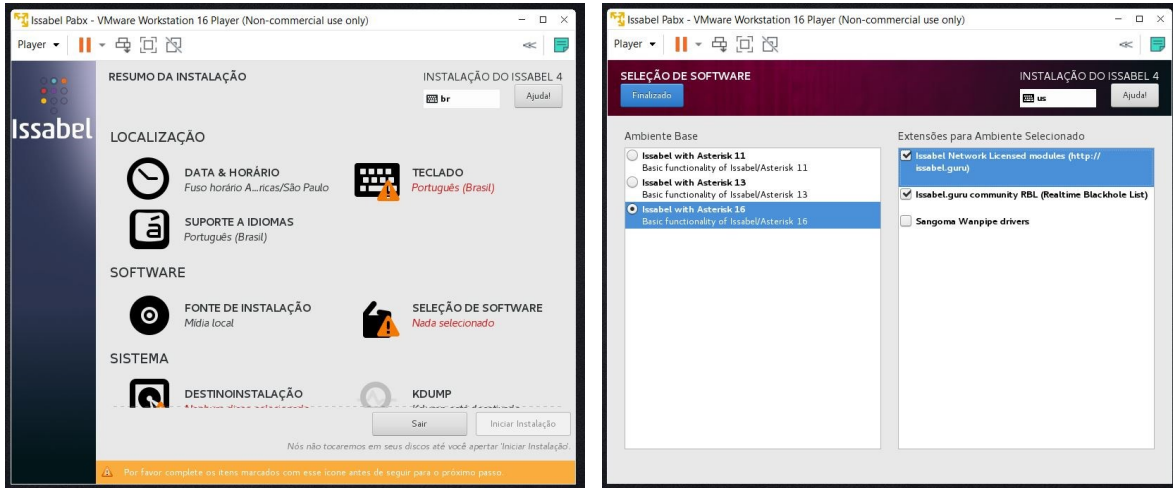 Issabel Pabx - VMware Workstation 16 Player (Non-commercial use only)
Player
RESUMO DA INSTALAÇÃO
INSTALAÇÃO DO ISSABEL 4
br
Ajuda!
Issabel
LOCALIZAÇÃO
DATA & HORÁRIO
Fuso horário A...ricas/São Paulo
TECLADO
Português (Brasil)
SUPORTE A IDIOMAS
Português (Brasil)
SOFTWARE
FONTE DE INSTALAÇÃO
Mídia local
SELEÇÃO DE SOFTWARE
Nada selecionado
SISTEMA
DESTINOINSTALAÇÃO
Nenhum disco selecionado
KDUMP
Kdump está desativado
Sair
Iniciar Instalação
Nós não tocaremos em seus discos até você apertar 'Iniciar Instalação'.
Por favor complete os itens marcados com esse ícone antes de seguir para o próximo passo.
Issabel Pabx - VMware Workstation 16 Player (Non-commercial use only)
Player
SELEÇÃO DE SOFTWARE
INSTALAÇÃO DO ISSABEL 4
Finalizado
us
Ajuda!
Ambiente Base
Issabel with Asterisk 11
Basic functionality of Issabel/Asterisk 11
Issabel with Asterisk 13
Basic functionality of Issabel/Asterisk 13
Issabel with Asterisk 16
Basic functionality of Issabel/Asterisk 16
Extensões para Ambiente Selecionado
Issabel Network Licensed modules (http://
issabel.guru)
Issabel.guru community RBL (Realtime Blackhole List)
Sangoma Wanpipe drivers